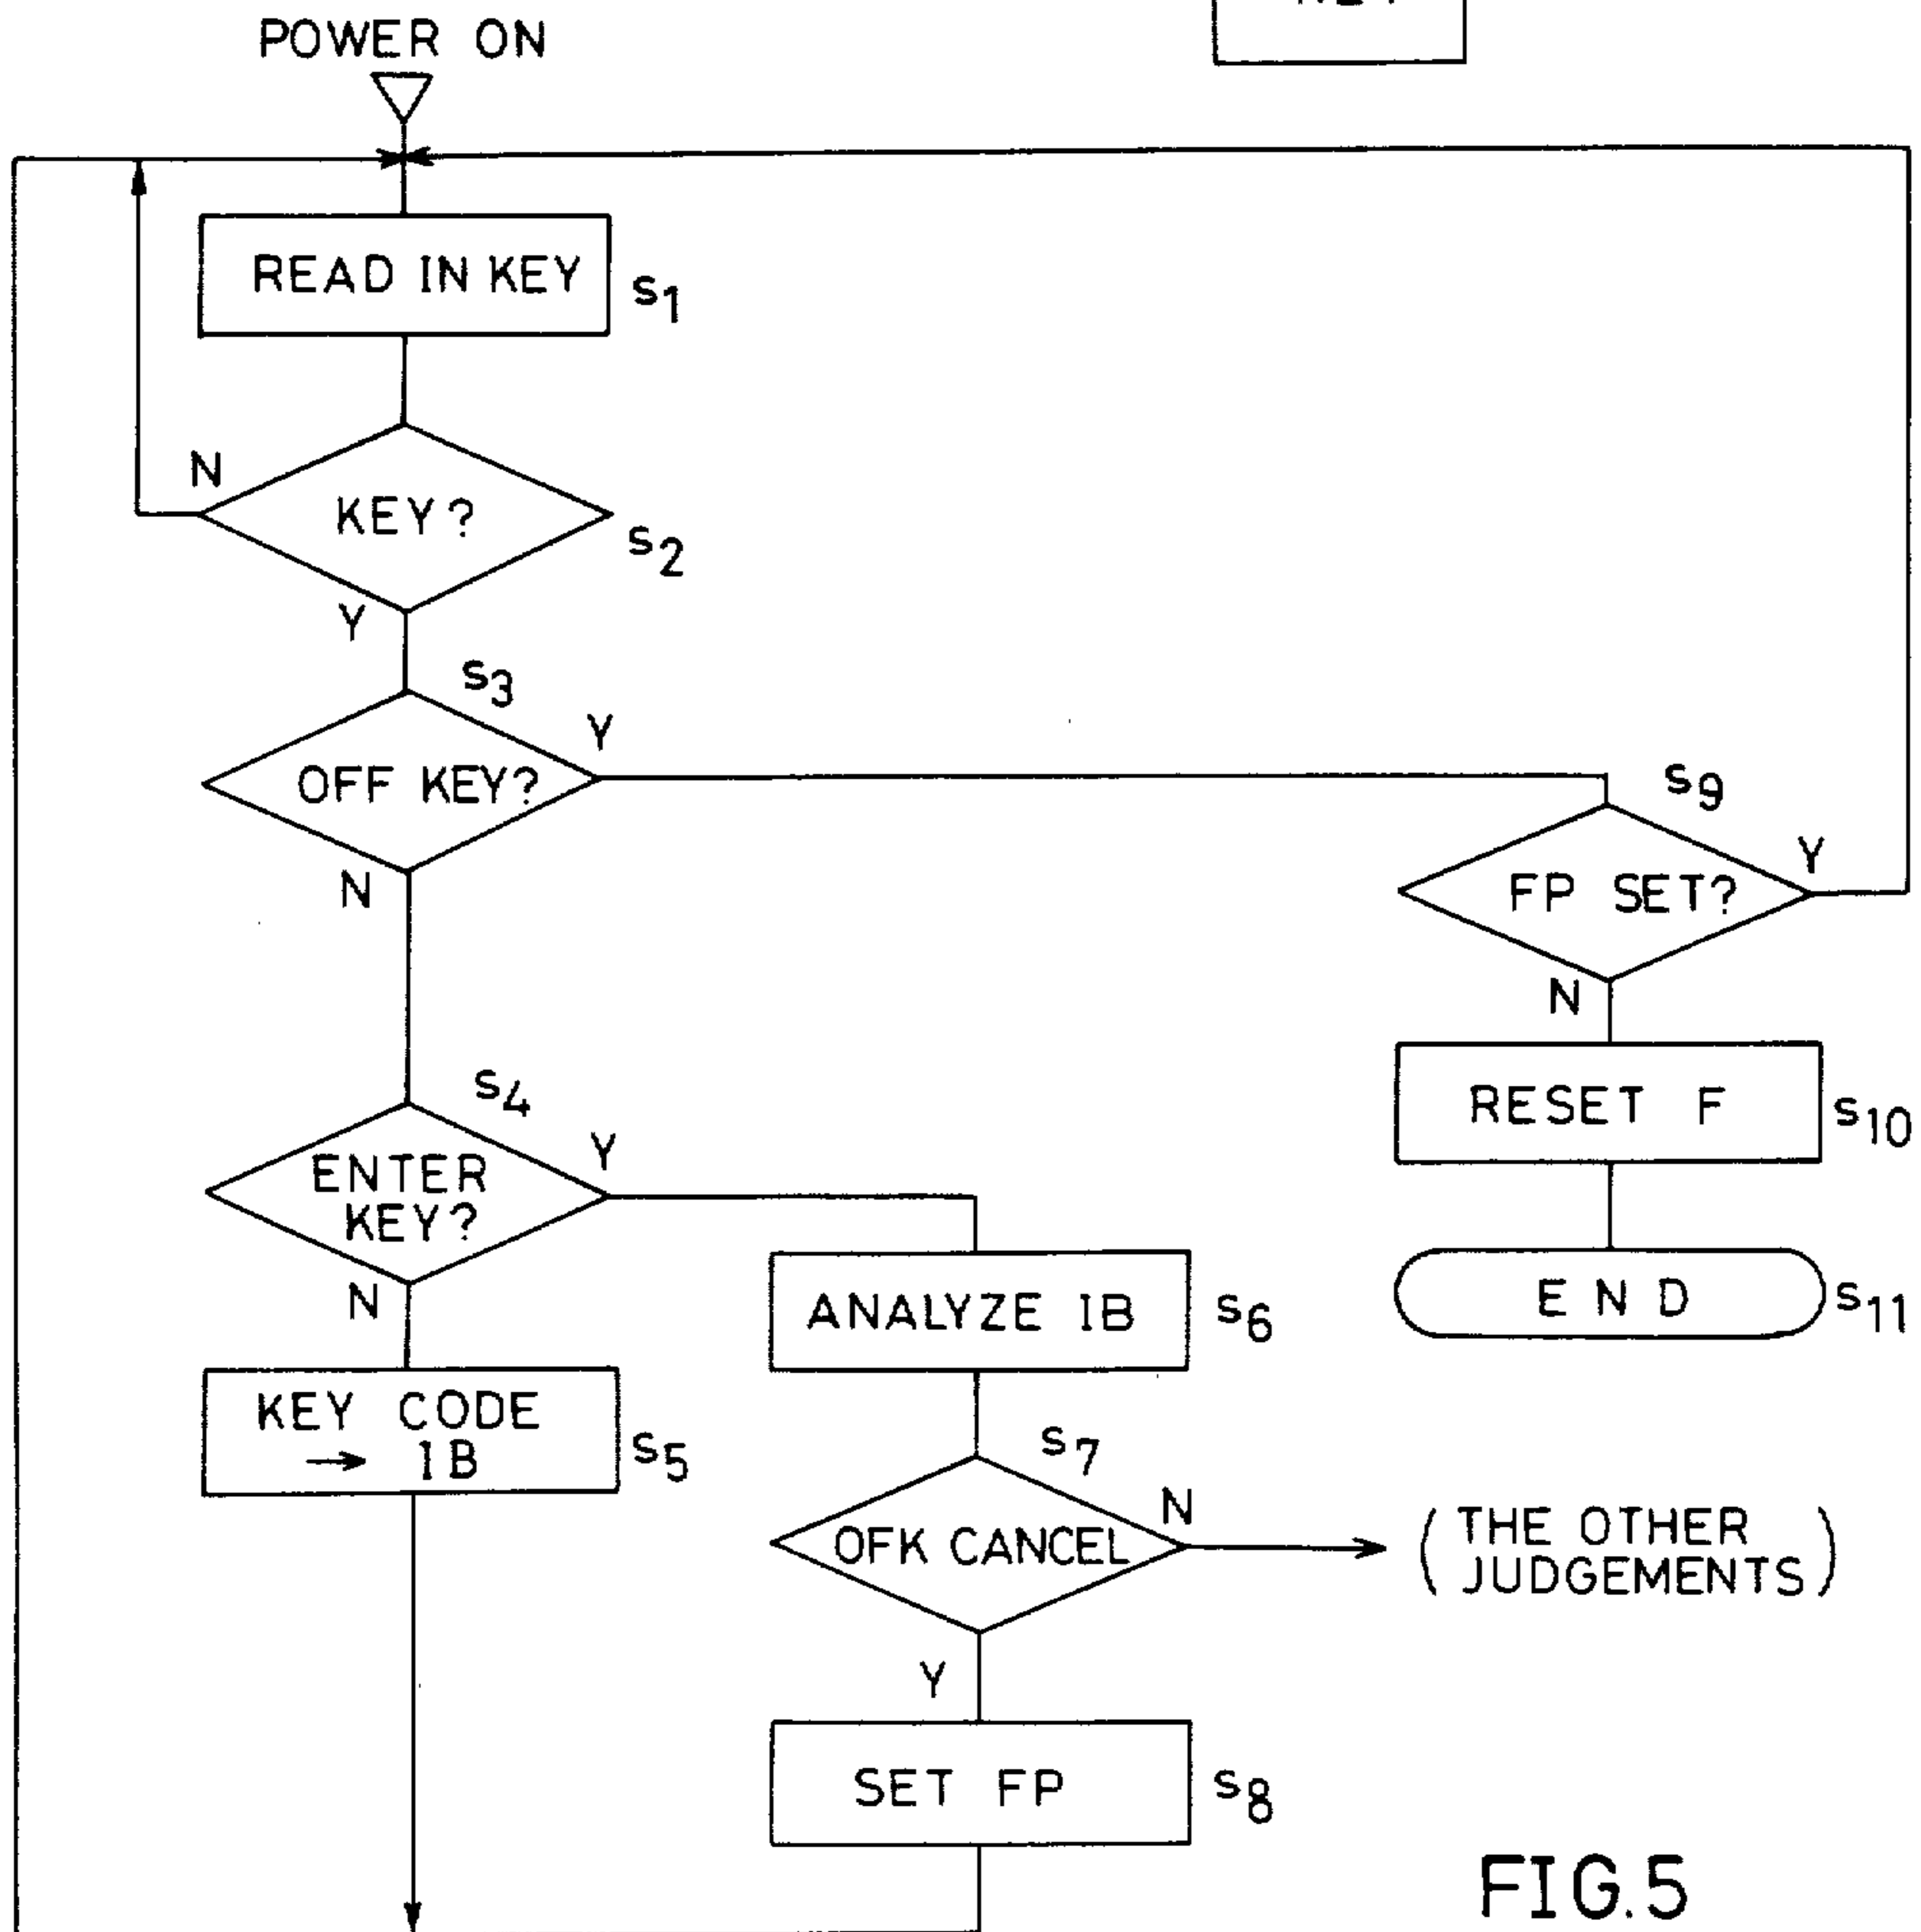 POWER ON
READ IN KEY
s1
N
KEY?
s2
Y
s3
OFF KEY?
Y
N
s9
FP SET?
Y
N
RESET F
s10
END
s11
s4
ENTER
KEY?
Y
N
KEY CODE
→ IB
s5
ANALYZE IB
s6
s7
OFK CANCEL
N
(THE OTHER
JUDGEMENTS)
Y
SET FP
s8
FIG.5